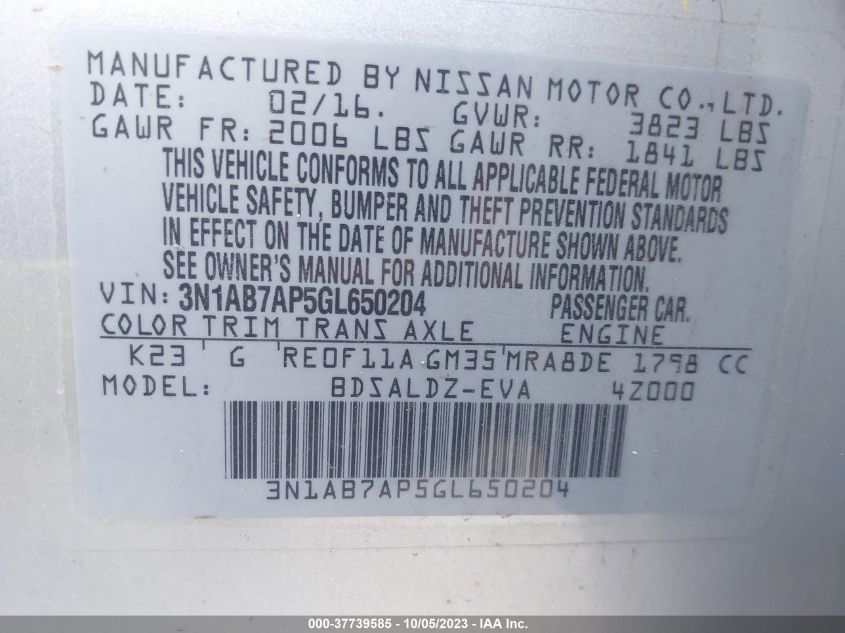 MANUFACTURED BY NISSAN MOTOR CO., LTD.
DATE: 02/16. GVWR: 3823 LBS
GAWR FR: 2006 LBS GAWR RR: 1841 LBS
THIS VEHICLE CONFORMS TO ALL APPLICABLE FEDERAL MOTOR
VEHICLE SAFETY, BUMPER AND THEFT PREVENTION STANDARDS
IN EFFECT ON THE DATE OF MANUFACTURE SHOWN ABOVE.
SEE OWNER'S MANUAL FOR ADDITIONAL INFORMATION.
VIN: 3N1AB7AP5GL650204 PASSENGER CAR.
COLOR TRIM TRANS AXLE ENGINE
K23 G RE0F11A GM35 MRA8DE 1798 CC
MODEL: BDSALDZ-EVA 4Z000
3N1AB7AP5GL650204
000-37739585 - 10/05/2023 - IAA Inc.